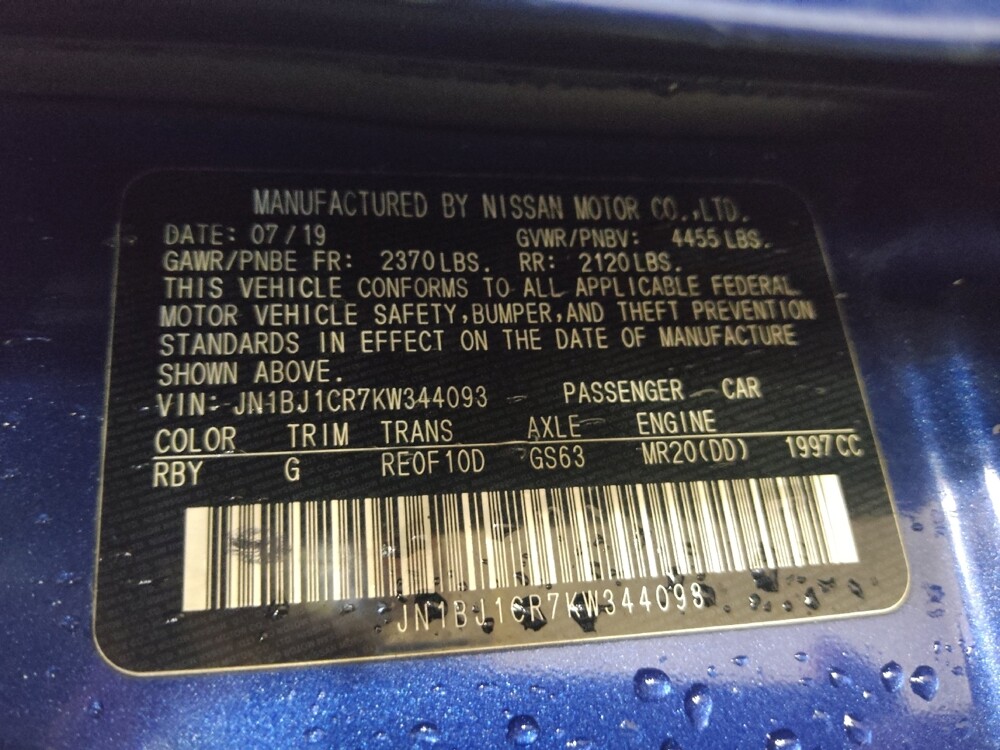 MANUFACTURED BY NISSAN MOTOR CO.,LTD.
DATE: 07/19 GVWR/PNBV: 4455 LBS.
GAWR/PNBE FR: 2370 LBS. RR: 2120 LBS.
THIS VEHICLE CONFORMS TO ALL APPLICABLE FEDERAL
MOTOR VEHICLE SAFETY,BUMPER,AND THEFT PREVENTION
STANDARDS IN EFFECT ON THE DATE OF MANUFACTURE
SHOWN ABOVE.
VIN: JN1BJ1CR7KW344093 PASSENGER CAR
COLOR TRIM TRANS AXLE ENGINE
RBY G RE0F10D GS63 MR20(DD) 1997CC
JN1BJ1CR7KW344093